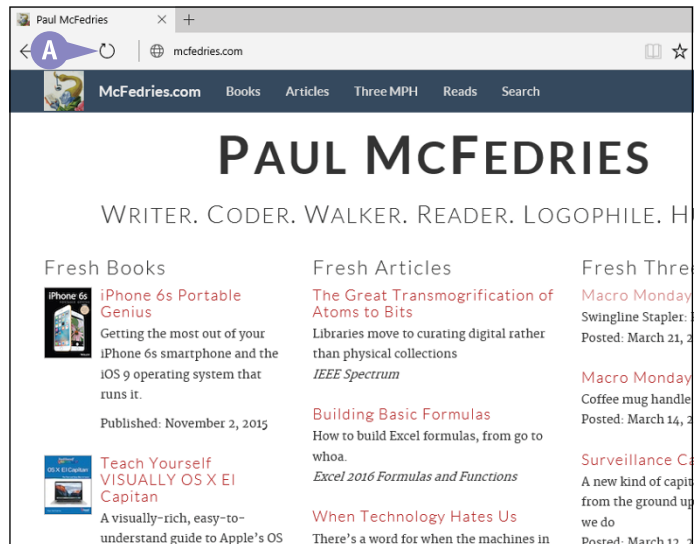 Paul McFedries
A
mcfedries.com
McFedries.com Books Articles Three MPH Reads Search
PAUL MCFEDRIES
WRITER. CODER. WALKER. READER. LOGOPHILE.
Fresh Books
iPhone 6s
iPhone 6s Portable
Genius
Getting the most out of your
iPhone 6s smartphone and the
iOS 9 operating system that
runs it.
Published: November 2, 2015
OS X El Capitan
Teach Yourself
VISUALLY OS X El
Capitan
A visually-rich, easy-to-
understand guide to Apple's OS
Fresh Articles
The Great Transmogrification of
Atoms to Bits
Libraries move to curating digital rather
than physical collections
IEEE Spectrum
Building Basic Formulas
How to build Excel formulas, from go to
whoa.
Excel 2016 Formulas and Functions
When Technology Hates Us
There's a word for when the machines in
Fresh Three
Macro Monday
Swingline Stapler:
Posted: March 21,
Macro Monday
Coffee mug handle
Posted: March 14,
Surveillance
A new kind of
from the ground up
we do
Posted: March 12,